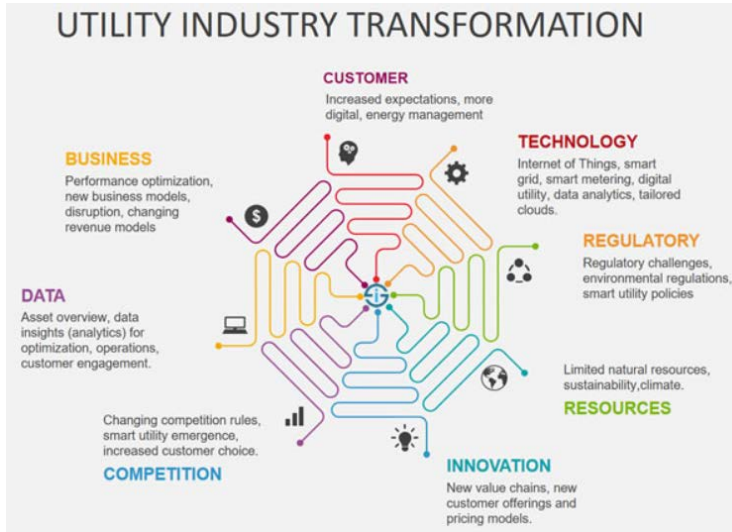 UTILITY INDUSTRY TRANSFORMATION
CUSTOMER
Increased expectations, more
digital, energy management
TECHNOLOGY
Internet of Things, smart
grid, smart metering, digital
utility, data analytics, tailored
clouds.
REGULATORY
Regulatory challenges,
environmental regulations,
smart utility policies
Limited natural resources,
sustainability,climate.
RESOURCES
INNOVATION
New value chains, new
customer offerings and
pricing models.
Changing competition rules,
smart utility emergence,
increased customer choice.
COMPETITION
DATA
Asset overview, data
insights (analytics) for
optimization, operations,
customer engagement.
BUSINESS
Performance optimization,
new business models,
disruption, changing
revenue models
$